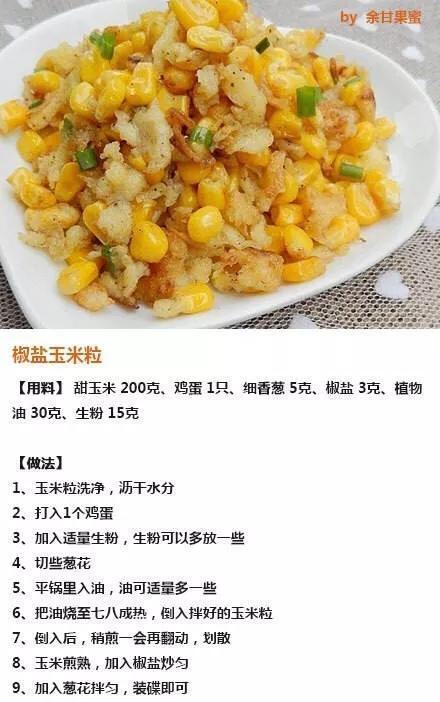 by 余甘果蜜
椒盐玉米粒
【用料】 甜玉米 200克、鸡蛋 1只、细香葱 5克、椒盐 3克、植物
油 30克、生粉 15克
【做法】
1、玉米粒洗净，沥干水分
2、打入1个鸡蛋
3、加入适量生粉，生粉可以多放一些
4、切些葱花
5、平锅里入油，油可适量多一些
6、把油烧至七八成热，倒入拌好的玉米粒
7、倒入后，稍煎一会再翻动，划散
8、玉米煎熟，加入椒盐炒匀
9、加入葱花拌匀，装碟即可